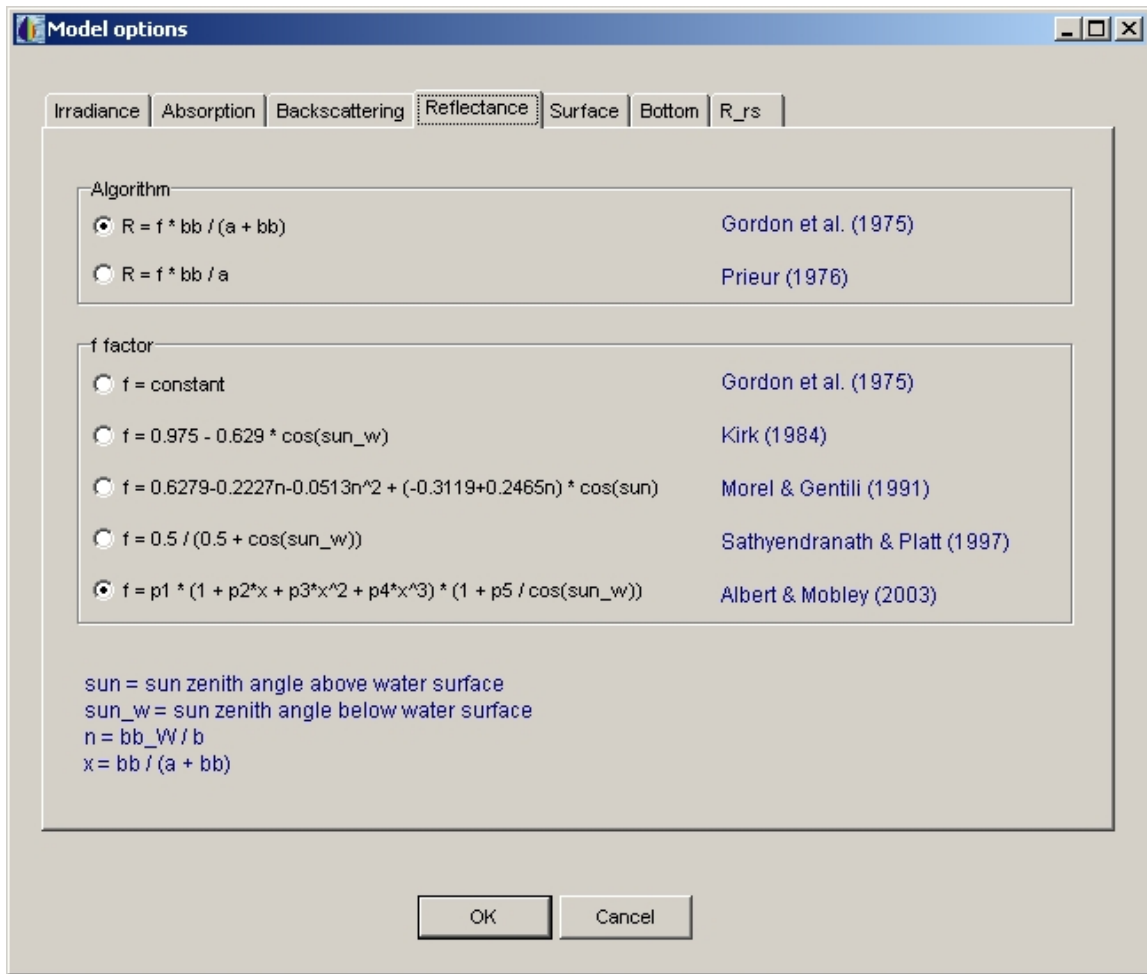 Model options
Irradiance Absorption Backscattering Reflectance Surface Bottom R_rs
Algorithm
R = f * bb / (a + bb) Gordon et al. (1975)
R = f * bb / a Prieur (1976)
f factor
f = constant Gordon et al. (1975)
f = 0.975 - 0.629 * cos(sun_w) Kirk (1984)
f = 0.6279-0.2227n-0.0513n^2 + (-0.3119+0.2465n) * cos(sun) Morel & Gentili (1991)
f = 0.5 / (0.5 + cos(sun_w)) Sathyendranath & Platt (1997)
f = p1 * (1 + p2*x + p3*x^2 + p4*x^3) * (1 + p5 / cos(sun_w)) Albert & Mobley (2003)
sun = sun zenith angle above water surface
sun_w = sun zenith angle below water surface
n = bb_W / b
x = bb / (a + bb)
OK Cancel